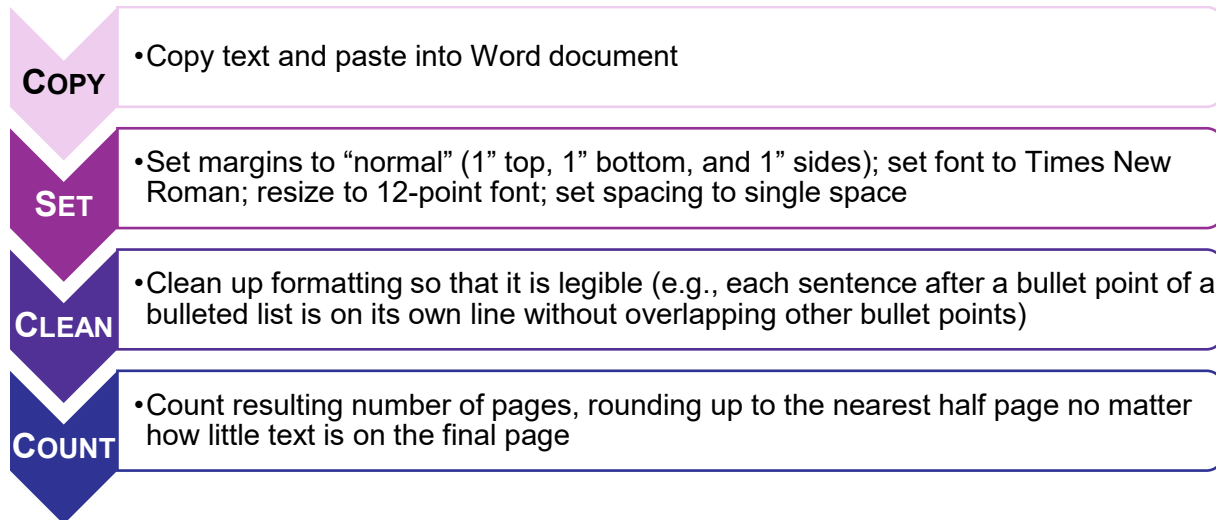 COPY
•Copy text and paste into Word document
SET
•Set margins to “normal” (1” top, 1” bottom, and 1” sides); set font to Times New
Roman; resize to 12-point font; set spacing to single space
CLEAN
•Clean up formatting so that it is legible (e.g., each sentence after a bullet point of a
bulleted list is on its own line without overlapping other bullet points)
COUNT
•Count resulting number of pages, rounding up to the nearest half page no matter
how little text is on the final page